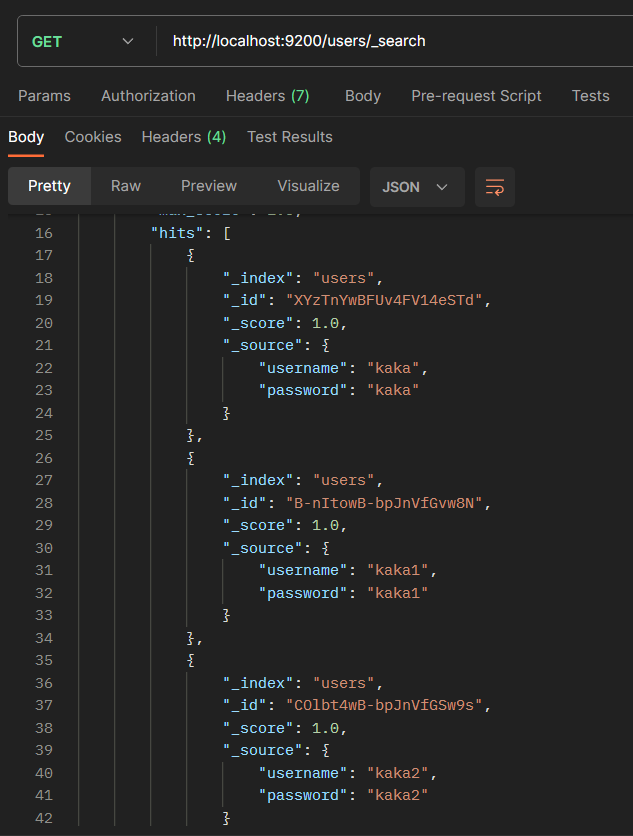 GET http://localhost:9200/users/_search
Params Authorization Headers (7) Body Pre-request Script Tests
Body Cookies Headers (4) Test Results
Pretty Raw Preview Visualize JSON
16 "hits": [
17 {
18 "_index": "users",
19 "_id": "XYzTnYwBFUv4FV14eSTd",
20 "_score": 1.0,
21 "_source": {
22 "username": "kaka",
23 "password": "kaka"
24 }
25 },
26 {
27 "_index": "users",
28 "_id": "B-nItowB-bpJnVfGvw8N",
29 "_score": 1.0,
30 "_source": {
31 "username": "kaka1",
32 "password": "kaka1"
33 }
34 },
35 {
36 "_index": "users",
37 "_id": "COlbt4wB-bpJnVfGSw9s",
38 "_score": 1.0,
39 "_source": {
40 "username": "kaka2",
41 "password": "kaka2"
42 }